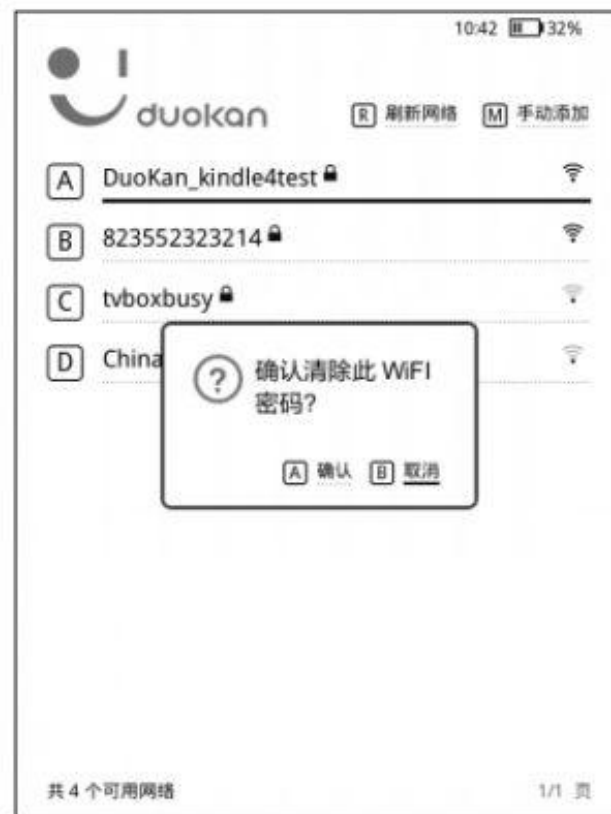 10:42 32%
duokan
R 刷新网络 M 手动添加
A DuoKan_kindle4test
B 823552323214
C tvboxbusy
D China
确认清除此 WiFI
密码?
A 确认 B 取消
共 4 个可用网络 1/1 页